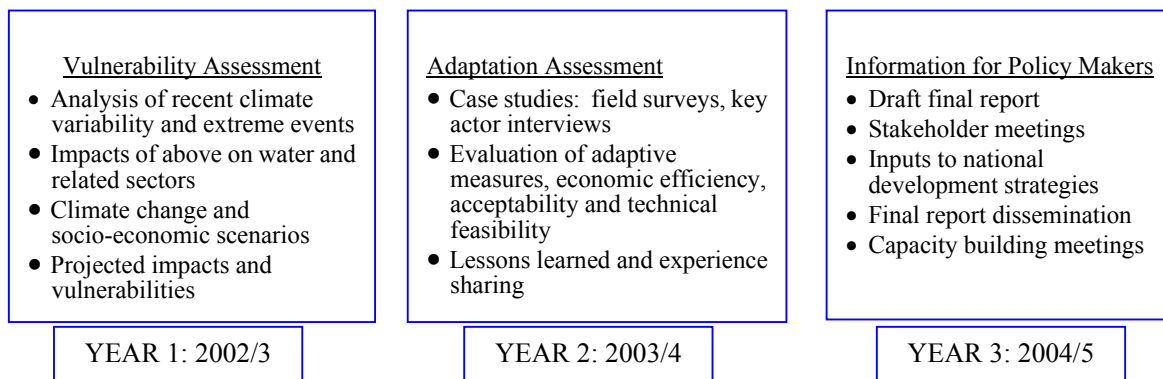 Vulnerability Assessment
• Analysis of recent climate
variability and extreme events
• Impacts of above on water and
related sectors
• Climate change and
socio-economic scenarios
• Projected impacts and
vulnerabilities
YEAR 1: 2002/3
Adaptation Assessment
• Case studies:  field surveys, key
actor interviews
• Evaluation of adaptive
measures, economic efficiency,
acceptability and technical
feasibility
• Lessons learned and experience
sharing
YEAR 2: 2003/4
Information for Policy Makers
• Draft final report
• Stakeholder meetings
• Inputs to national
development strategies
• Final report dissemination
• Capacity building meetings
YEAR 3: 2004/5